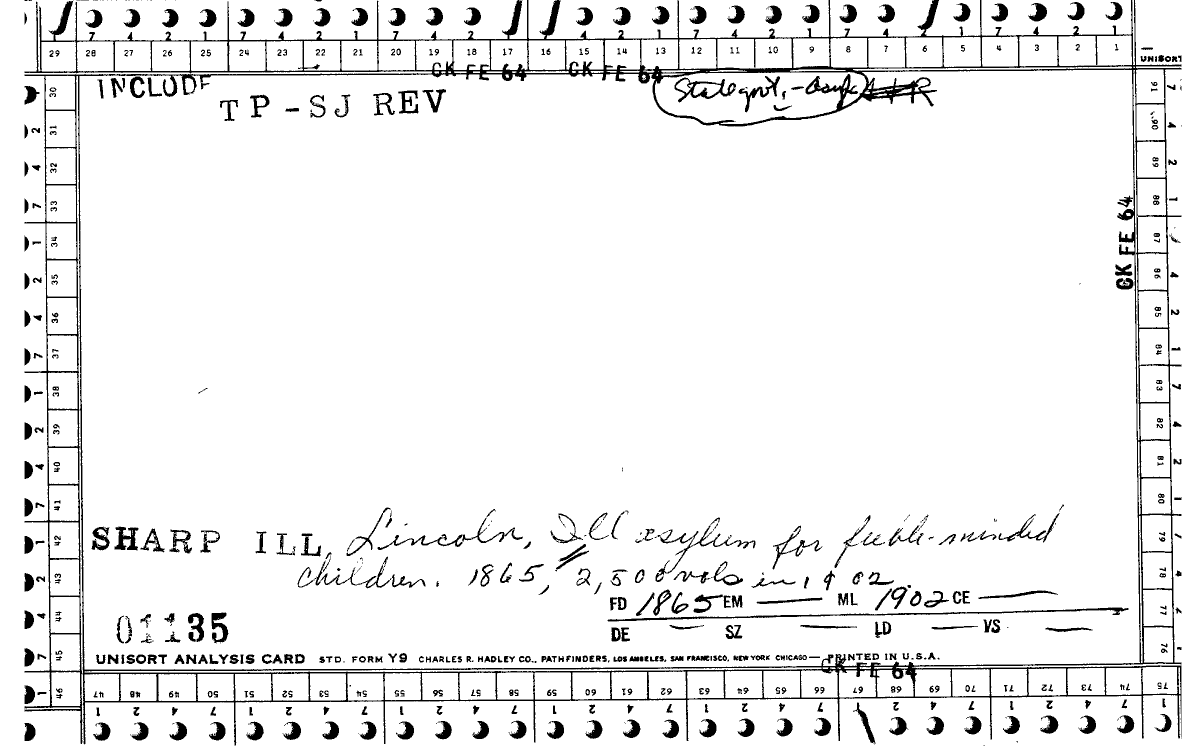 7 4 2 1 7 4 2 1 7 4 2 1 7 4 2 1 7 4 2 1 7 4 2 1 7 4 2 1
29 28 27 26 25 24 23 22 21 20 19 18 17 16 15 14 13 12 11 10 9 8 7 6 5 4 3 2 1
UNISORT
CK FE 64 CK FE 64
INCLUDE
TP-SJ REV
State govt. - asyl
CK FE 64
30 31 32 33 34 35 36 37 38 39 40 41 42 43 44 45 46
91 90 89 88 87 86 85 84 83 82 81 80 79 78 77 76
SHARP ILL, Lincoln, Ill asylum for feeble-minded
children. 1865, 2,500 vols in 1902.
FD 1865 EM — ML 1902 CE —
01135
DE — SZ — LD — VS —
UNISORT ANALYSIS CARD STD. FORM Y9 CHARLES R. HADLEY CO., PATHFINDERS, LOS ANGELES, SAN FRANCISCO, NEW YORK CHICAGO — PRINTED IN U.S.A.
CK FE 64
47 48 49 50 51 52 53 54 55 56 57 58 59 60 61 62 63 64 65 66 67 68 69 70 71 72 73 74 75
1 2 4 7 1 2 4 7 1 2 4 7 1 2 4 7 1 2 4 7 1 2 4 7 1 2 4 7 1